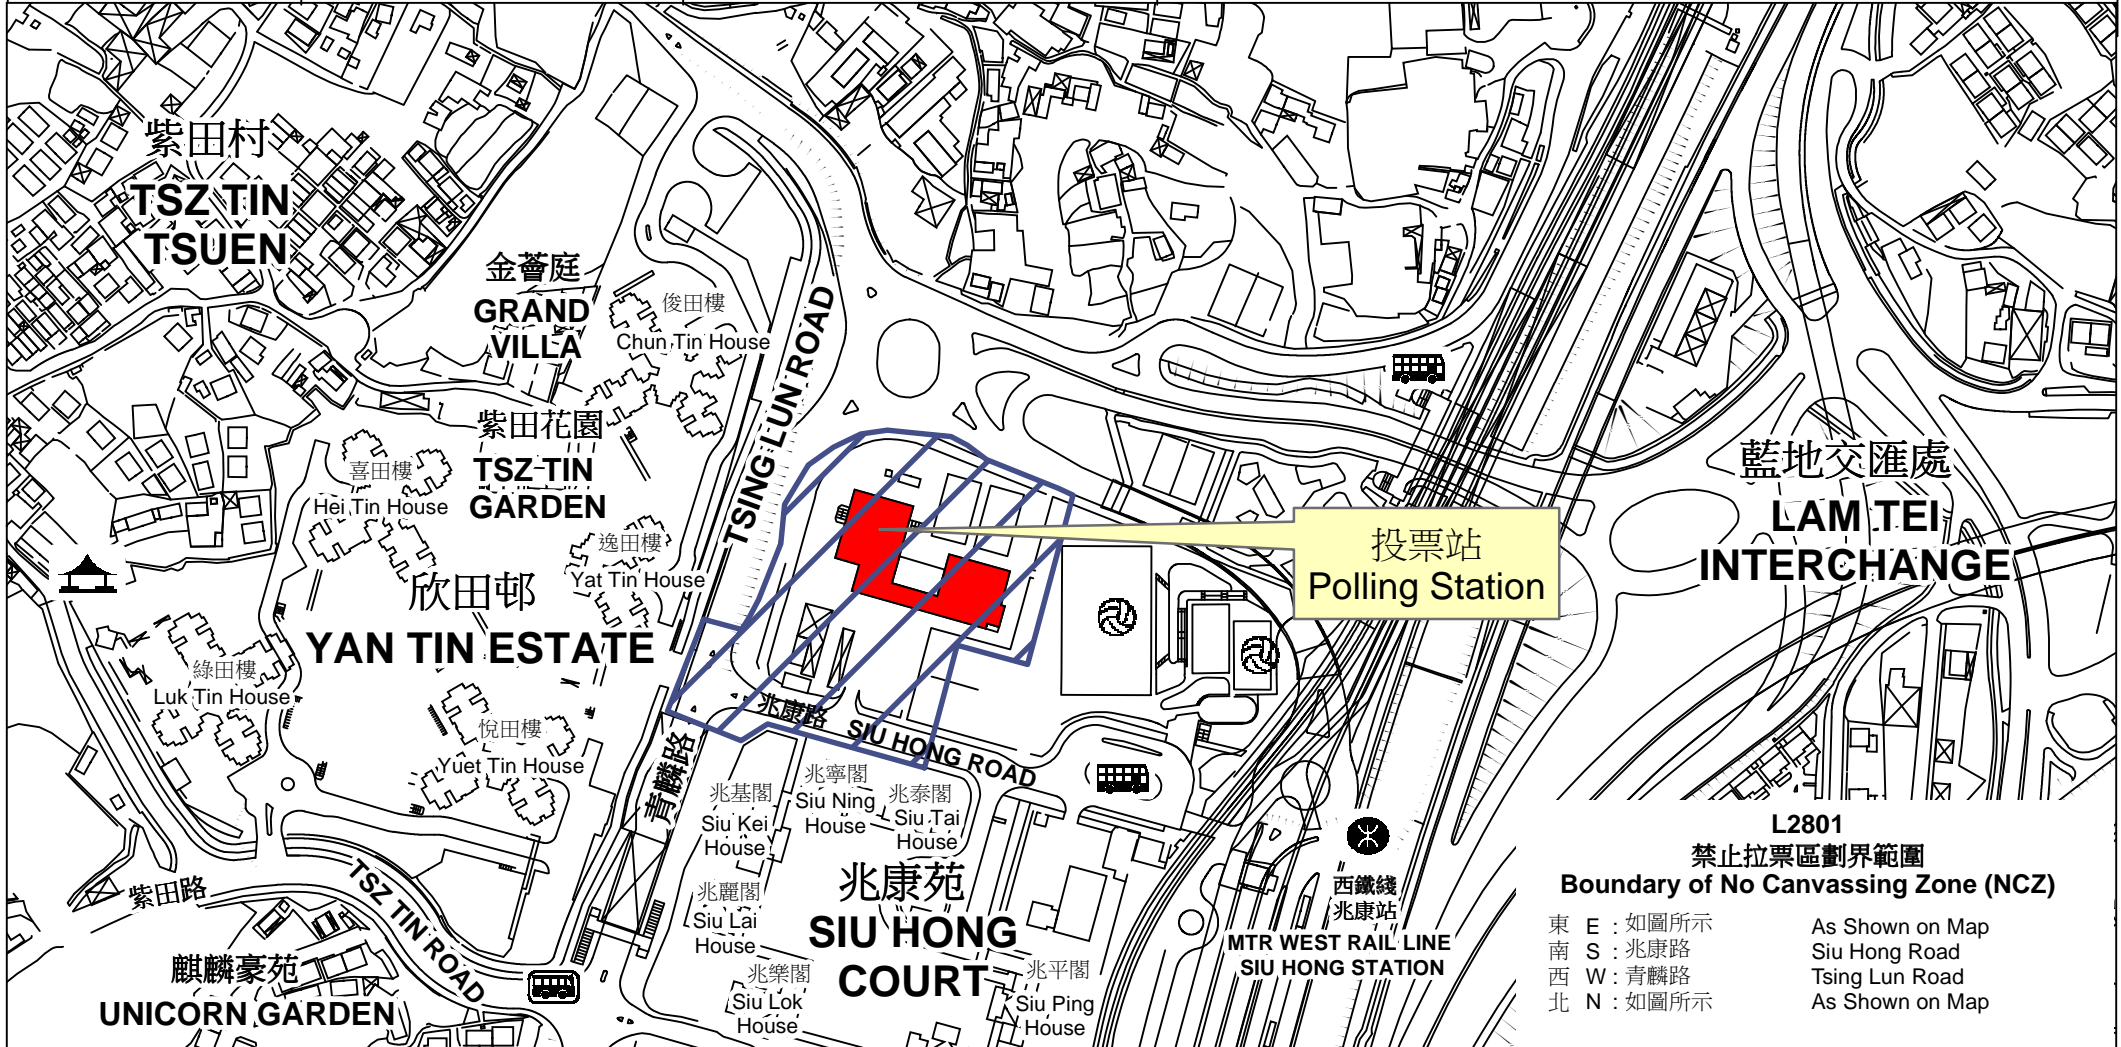 紫田村
TSZ TIN
TSUEN
金薈庭
GRAND
VILLA
俊田樓
Chun Tin House
TSING LUN ROAD
紫田花園
TSZ TIN
GARDEN
喜田樓
Hei Tin House
逸田樓
Yat Tin House
欣田邨
YAN TIN ESTATE
綠田樓
Luk Tin House
悅田樓
Yuet Tin House
投票站
Polling Station
藍地交匯處
LAM TEI
INTERCHANGE
兆康路 SIU HONG ROAD
青麟路
兆基閣
Siu Kei
House
兆寧閣
Siu Ning
House
兆泰閣
Siu Tai
House
兆麗閣
Siu Lai
House
兆康苑
SIU HONG
COURT
兆樂閣
Siu Lok
House
兆平閣
Siu Ping
House
紫田路
TSZ TIN ROAD
麒麟豪苑
UNICORN GARDEN
西鐵綫
兆康站
MTR WEST RAIL LINE
SIU HONG STATION
L2801
禁止拉票區劃界範圍
Boundary of No Canvassing Zone (NCZ)
東 E : 如圖所示 As Shown on Map
南 S : 兆康路 Siu Hong Road
西 W : 青麟路 Tsing Lun Road
北 N : 如圖所示 As Shown on Map